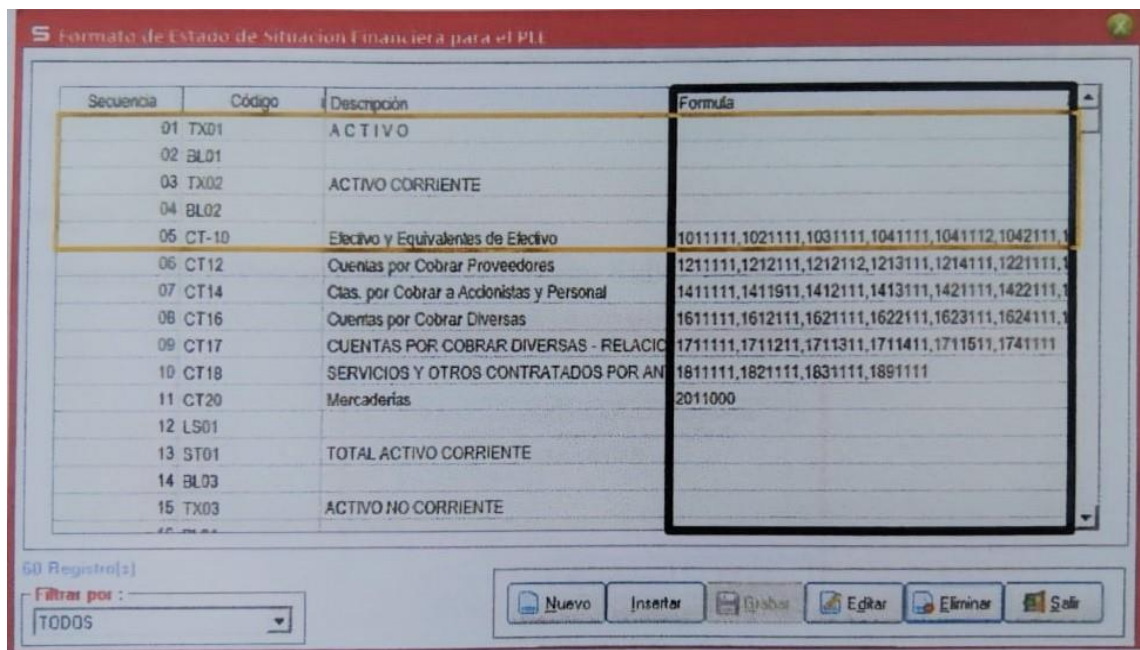 S Formato de Estado de Situacion Financiera para el PLE
Secuencia Código Descripción Formula
01 TX01 A C T I V O
02 BL01
03 TX02 ACTIVO CORRIENTE
04 BL02
05 CT-10 Efectivo y Equivalentes de Efectivo 1011111,1021111,1031111,1041111,1041112,1042111,1
06 CT12 Cuentas por Cobrar Proveedores 1211111,1212111,1212112,1213111,1214111,1221111,1
07 CT14 Ctas. por Cobrar a Accionistas y Personal 1411111,1411911,1412111,1413111,1421111,1422111,1
08 CT16 Cuentas por Cobrar Diversas 1611111,1612111,1621111,1622111,1623111,1624111,1
09 CT17 CUENTAS POR COBRAR DIVERSAS - RELACIO 1711111,1711211,1711311,1711411,1711511,1741111
10 CT18 SERVICIOS Y OTROS CONTRATADOS POR AN 1811111,1821111,1831111,1891111
11 CT20 Mercaderías 2011000
12 LS01
13 ST01 TOTAL ACTIVO CORRIENTE
14 BL03
15 TX03 ACTIVO NO CORRIENTE
60 Registro(s)
Filtrar por :
TODOS
Nuevo Insertar Grabar Editar Eliminar Salir